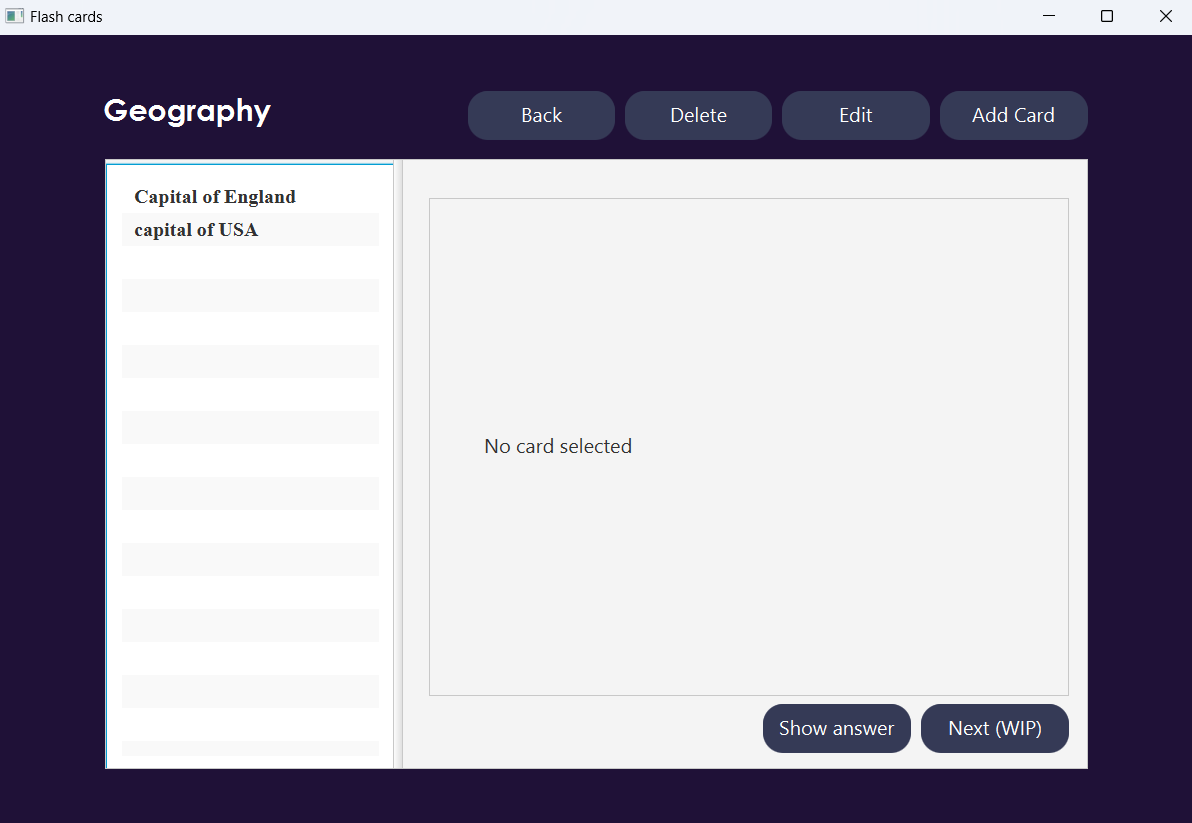 Flash cards
Geography
Back
Delete
Edit
Add Card
Capital of England
capital of USA
No card selected
Show answer
Next (WIP)